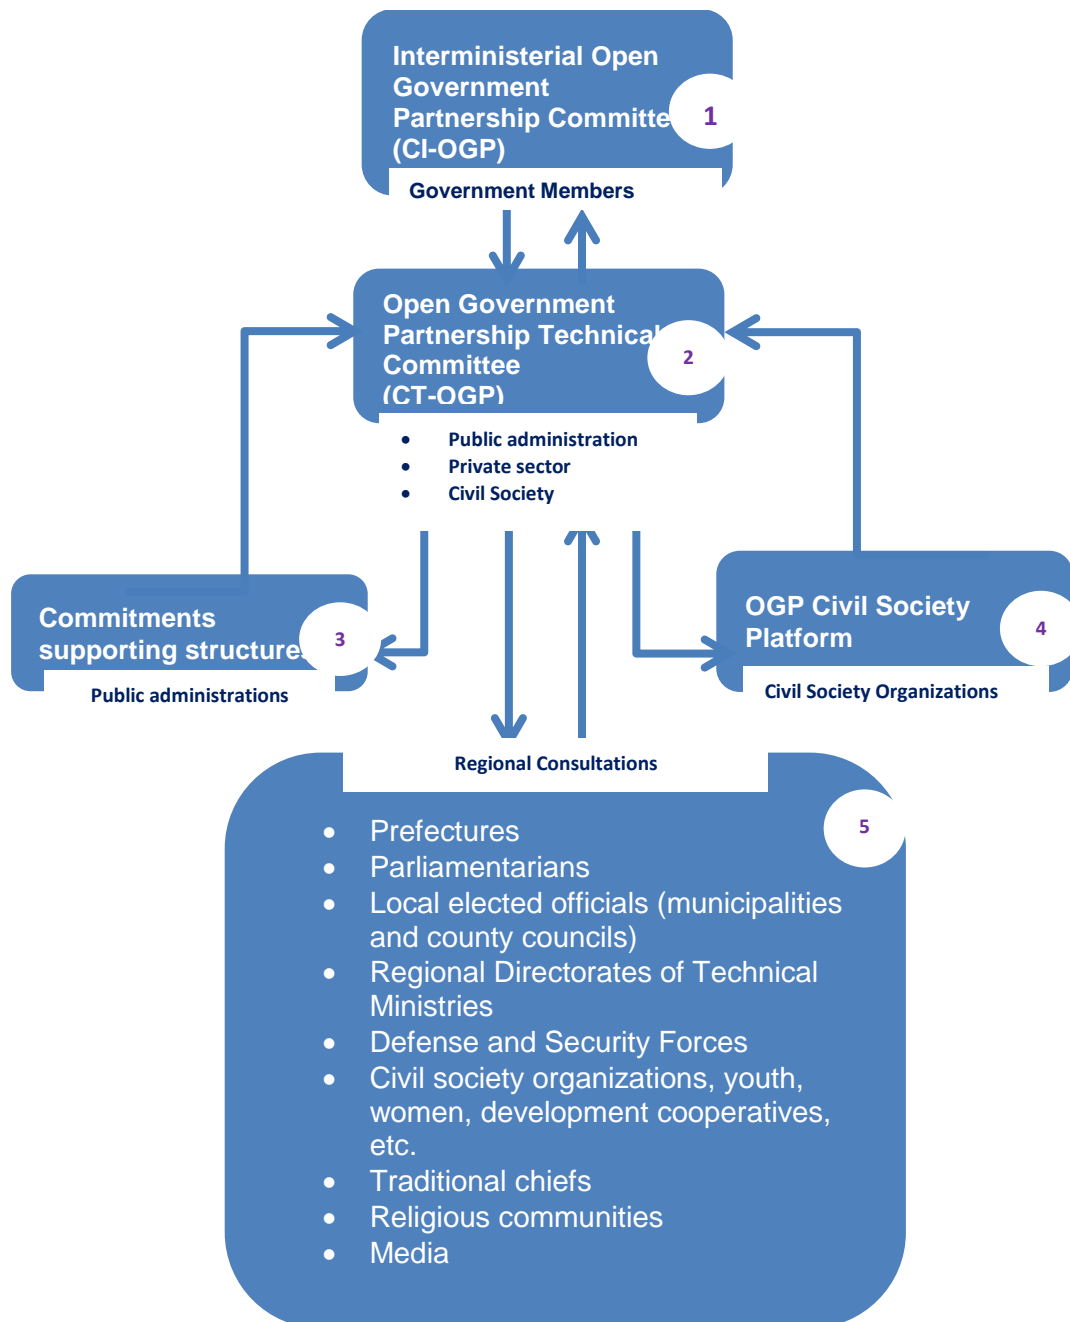 Interministerial Open
Government
Partnership Committe
(CI-OGP)
1
Government Members
Open Government
Partnership Technical
Committee
(CT-OGP)
2
• Public administration
• Private sector
• Civil Society
Commitments
supporting structures
3
Public administrations
OGP Civil Society
Platform
4
Civil Society Organizations
Regional Consultations
5
• Prefectures
• Parliamentarians
• Local elected officials (municipalities
and county councils)
• Regional Directorates of Technical
Ministries
• Defense and Security Forces
• Civil society organizations, youth,
women, development cooperatives,
etc.
• Traditional chiefs
• Religious communities
• Media